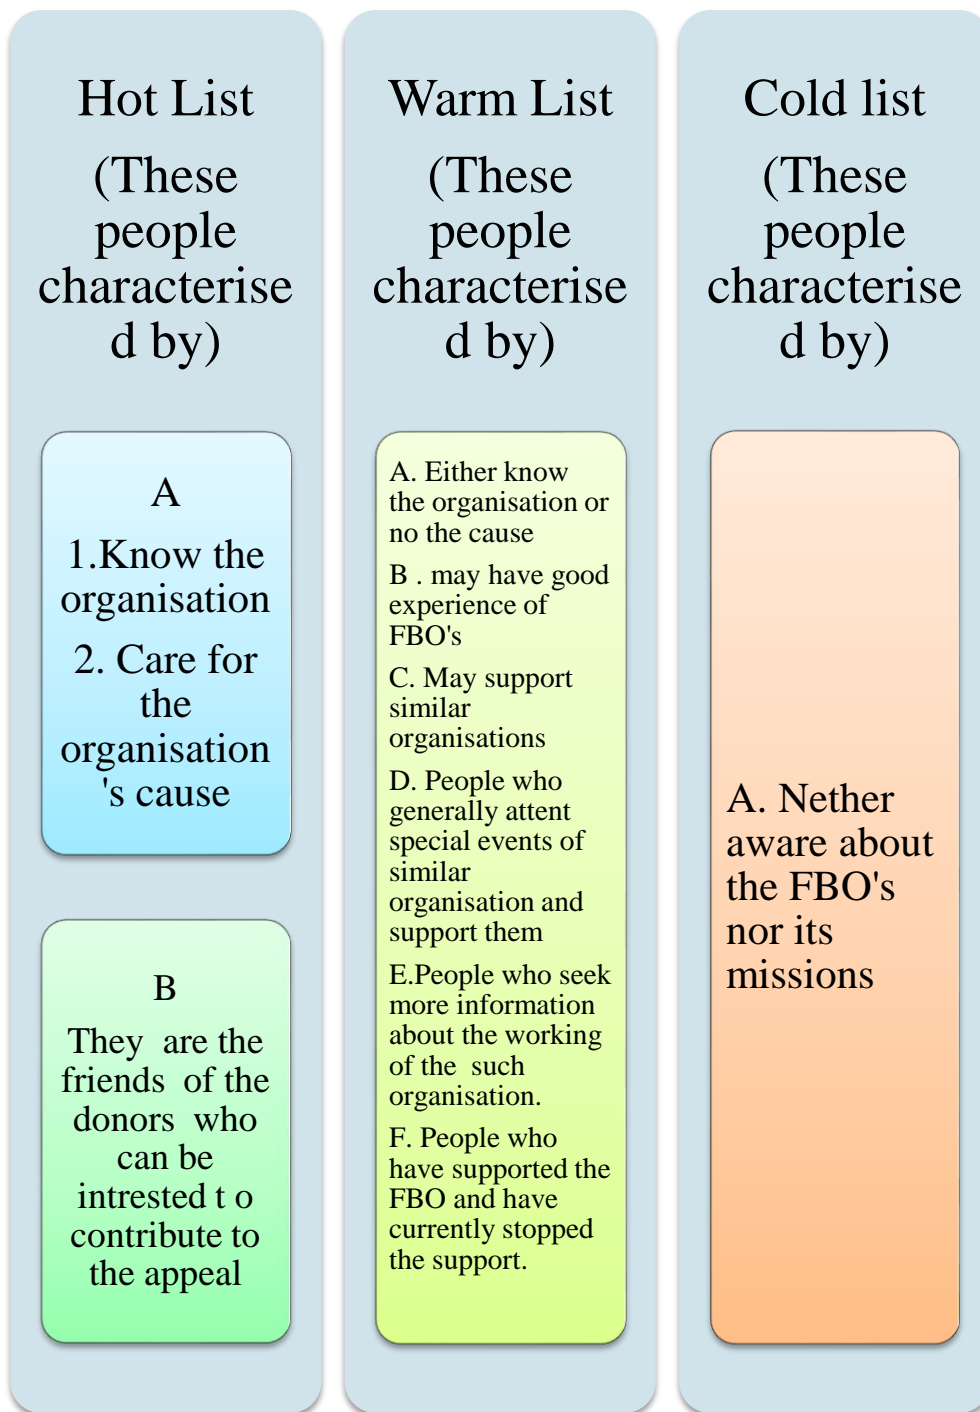 Hot List
(These
people
characterise
d by)
A
1.Know the
organisation
2. Care for
the
organisation
's cause
B
They  are the
friends  of the
donors  who
can be
intrested t o
contribute to
the appeal
Warm List
(These
people
characterise
d by)
A. Either know
the organisation or
no the cause
B . may have good
experience of
FBO's
C. May support
similar
organisations
D. People who
generally attent
special events of
similar
organisation and
support them
E.People who seek
more information
about the working
of the  such
organisation.
F. People who
have supported the
FBO and have
currently stopped
the support.
Cold list
(These
people
characterise
d by)
A. Nether
aware about
the FBO's
nor its
missions